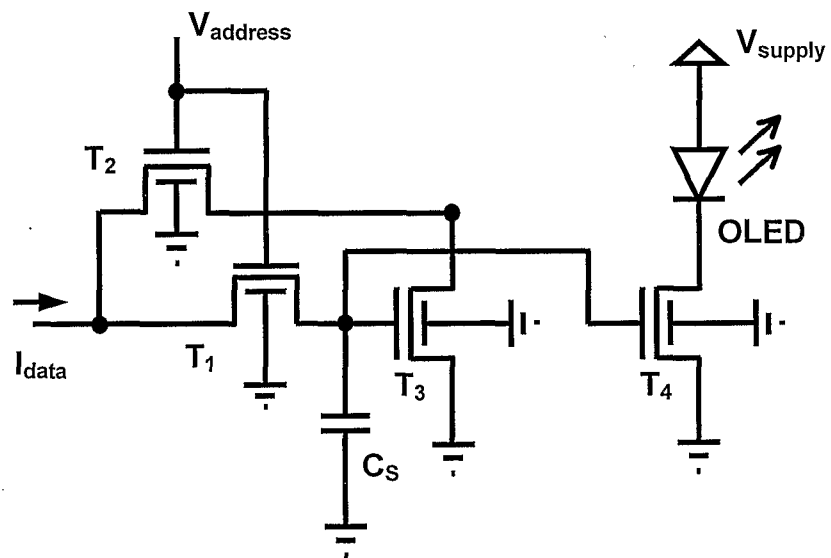 V_address
V_supply
T_2
OLED
I_data
T_1
T_3
T_4
C_S